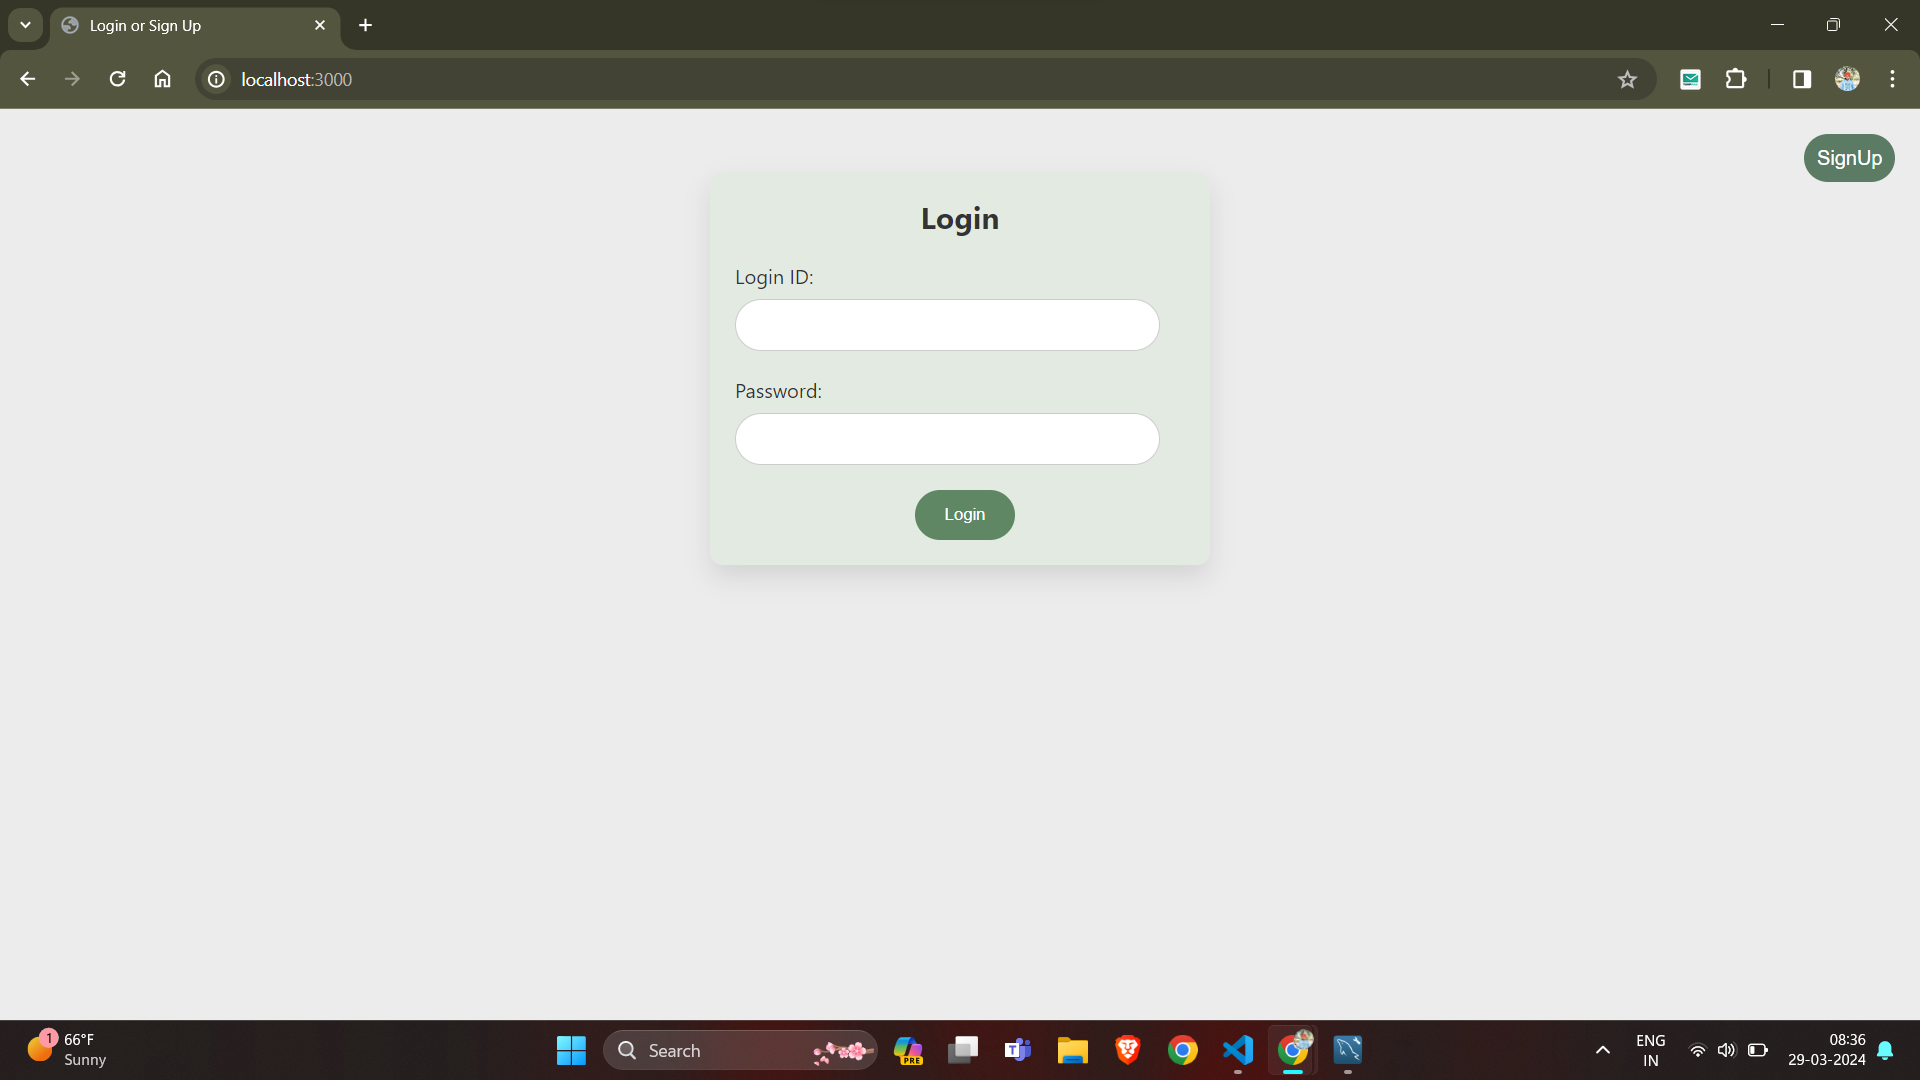 Login or Sign Up
localhost:3000
SignUp
Login
Login ID:
Password:
Login
1
66°F
Sunny
Search
PRE
T
ENG
IN
08:36
29-03-2024